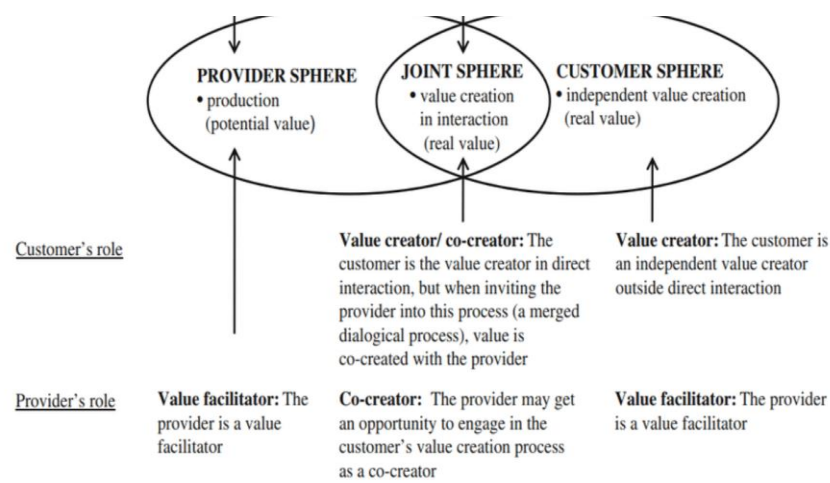 PROVIDER SPHERE
• production
(potential value)
JOINT SPHERE
• value creation
in interaction
(real value)
CUSTOMER SPHERE
• independent value creation
(real value)
Customer's role
Value creator/ co-creator: The
customer is the value creator in direct
interaction, but when inviting the
provider into this process (a merged
dialogical process), value is
co-created with the provider
Value creator: The customer is
an independent value creator
outside direct interaction
Provider's role
Value facilitator: The
provider is a value
facilitator
Co-creator: The provider may get
an opportunity to engage in the
customer's value creation process
as a co-creator
Value facilitator: The provider
is a value facilitator